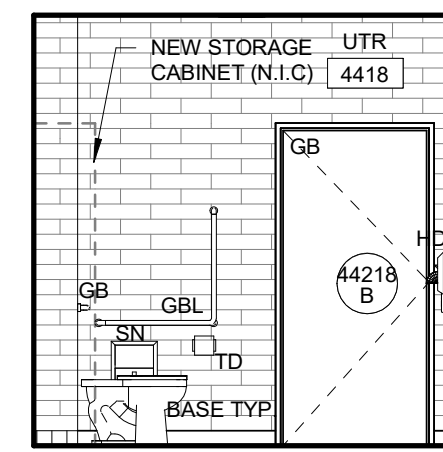 NEW STORAGE
CABINET (N.I.C)
UTR
4418
GB
HD
44218
B
GB
GBL
SN
TD
BASE TYP.